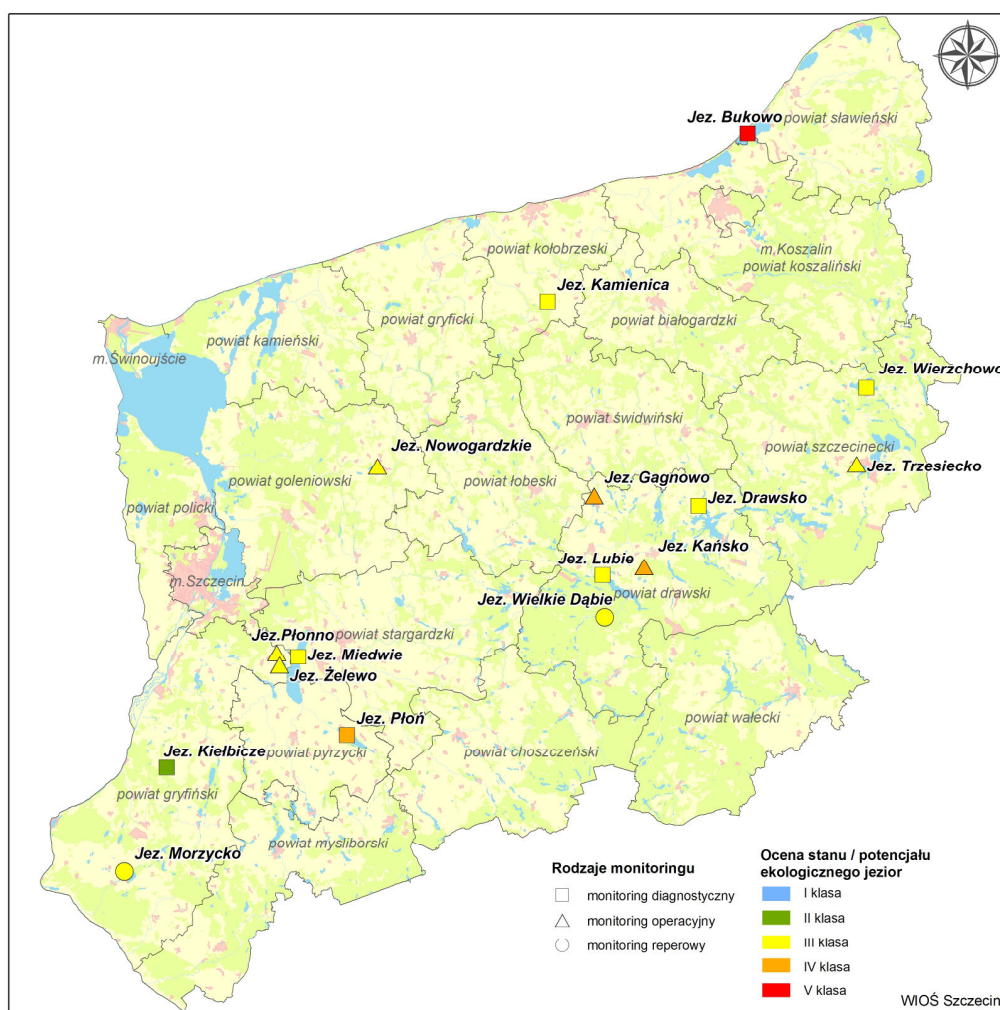 Jez. Bukowo
powiat sławieński
powiat kołobrzeski
m.Koszalin
powiat koszaliński
Jez. Kamienica
powiat gryficki
powiat białogardzki
powiat kamieński
m.Świnoujście
Jez. Wierzchowo
powiat świdwiński
Jez. Nowogardzkie
powiat szczecinecki
Jez. Trzesiecko
powiat goleniowski
powiat łobeski
Jez. Gągnowo
powiat policki
Jez. Drawsko
Jez. Kańsko
Jez. Lubie
m.Szczecin
powiat drawski
Jez. Wielkie Dąbie
Jez.Płonno
powiat stargardzki
Jez. Miedwie
Jez. Żelewo
Jez. Płoń
powiat wałecki
Jez. Kiełbicze
powiat pyrzycki
powiat choszczeński
powiat gryfiński
powiat myśliborski
Jez. Morzycko
Rodzaje monitoringu
monitoring diagnostyczny
monitoring operacyjny
monitoring reperowy
Ocena stanu / potencjału
ekologicznego jezior
I klasa
II klasa
III klasa
IV klasa
V klasa
WIOŚ Szczecin